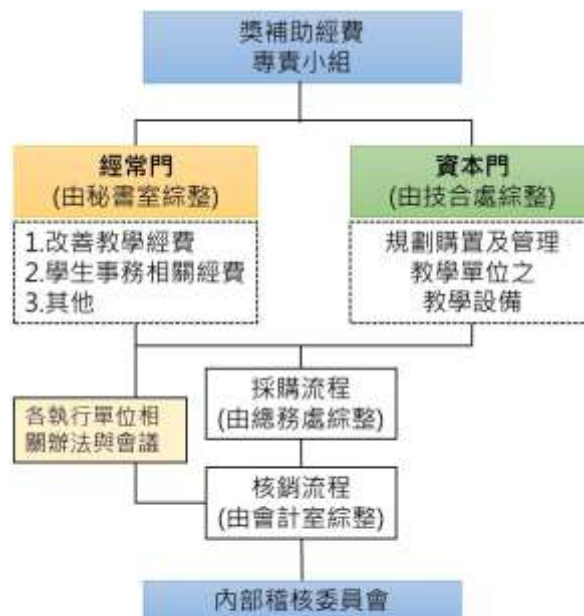 獎補助經費
專責小組
經常門
(由秘書室綜整)
1.改善教學經費
2.學生事務相關經費
3.其他
資本門
(由技合處綜整)
規劃購置及管理
教學單位之
教學設備
採購流程
(由總務處綜整)
各執行單位相
關辦法與會議
核銷流程
(由會計室綜整)
內部稽核委員會